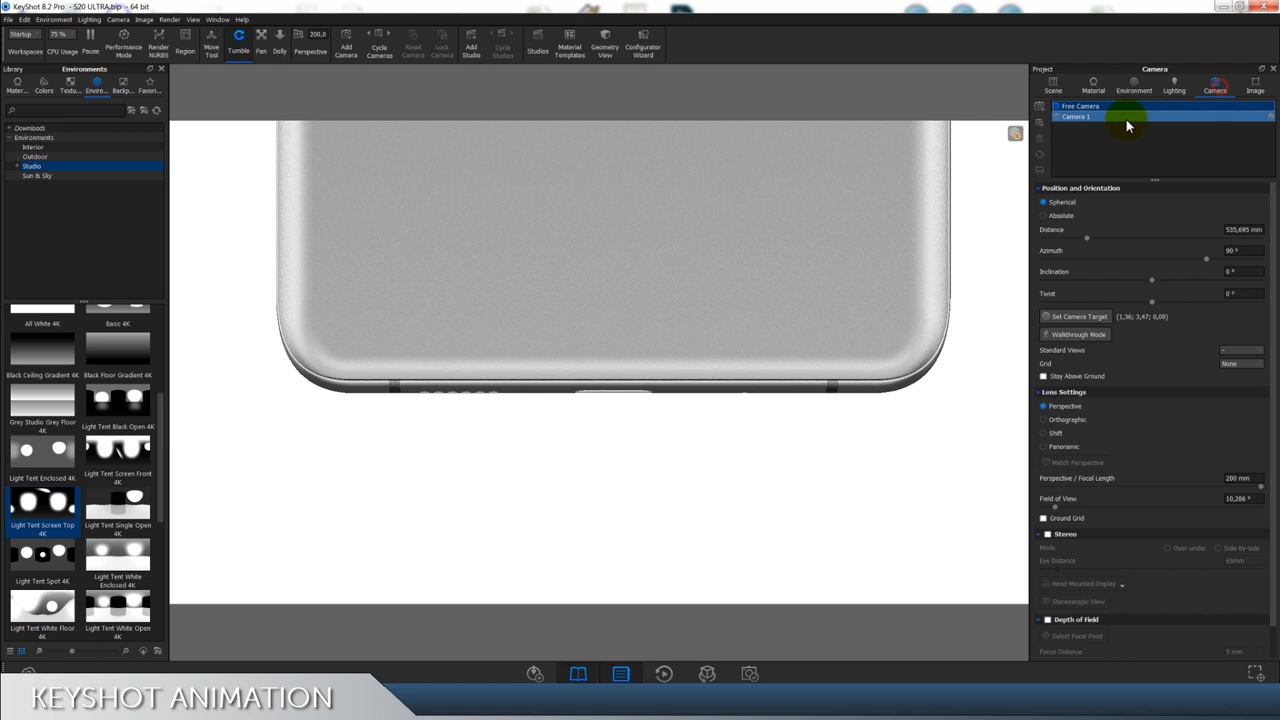 KeyShot 8.2 Pro - S20 ULTRA.bip - 64 bit
File Edit Environment Lighting Camera Image Render View Window Help
Startup 75 % 200,0
Workspaces CPU Usage Pause Performance Mode Render NURBS Region Move Tool Tumble Pan Dolly Perspective Add Camera Cycle Cameras Reset Camera Lock Camera Add Studio Cycle Studios Studios Material Templates Geometry View Configurator Wizard
Library Environments
Mater... Colors Textu... Enviro... Backp... Favori...
Downloads
Environments
Interior
Outdoor
Studio
Sun & Sky
All White 4K Basic 4K
Black Ceiling Gradient 4K Black Floor Gradient 4K
Grey Studio Grey Floor 4K Light Tent Black Open 4K
Light Tent Enclosed 4K Light Tent Screen Front 4K
Light Tent Screen Top 4K Light Tent Single Open 4K
Light Tent Spot 4K Light Tent White Enclosed 4K
Light Tent White Floor 4K Light Tent White Open 4K
Project Camera
Scene Material Environment Lighting Camera Image
Free Camera
Camera 1
Position and Orientation
Spherical
Absolute
Distance 535,695 mm
Azimuth 90 °
Inclination 0 °
Twist 0 °
Set Camera Target (1,36; 3,47; 0,00)
Walkthrough Mode
Standard Views -
Grid None
Stay Above Ground
Lens Settings
Perspective
Orthographic
Shift
Panoramic
Match Perspective
Perspective / Focal Length 200 mm
Field of View 10,286 °
Ground Grid
Stereo
Mode Over-under Side-by-side
Eye Distance 65mm
Head-Mounted Display
Stereoscopic View
Depth of Field
Select Focal Point
Focus Distance 5 mm
KEYSHOT ANIMATION